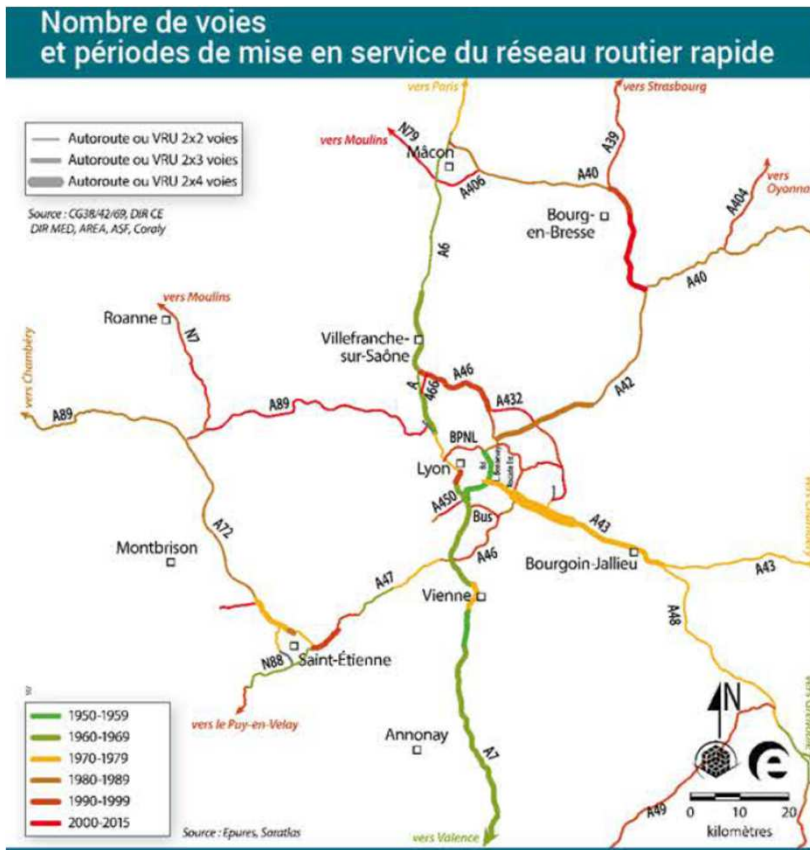 Nombre de voies
et périodes de mise en service du réseau routier rapide
vers Paris
vers Strasbourg
Autoroute ou VRU 2x2 voies
Autoroute ou VRU 2x3 voies
Autoroute ou VRU 2x4 voies
vers Moulins
N79
Mâcon
A406
A40
A39
vers
Oyonna
A404
Source : CG38/42/69, DIR CE
DIR MED, AREA, ASF, Coraly
Bourg-
en-Bresse
A6
A40
vers Moulins
Roanne
N7
Villefranche-
sur-Saône
vers Chambéry
A89
A89
A
466
A46
A432
A42
BPNL
Lyon
Bd
L. Bonnevay
Rocade Est
A450
Bus
A43
A72
Montbrison
A46
Bourgoin-Jallieu
A43
A47
Vienne
A48
N88
Saint-Étienne
vers le Puy-en-Velay
N
1950-1959
1960-1969
1970-1979
1980-1989
1990-1999
2000-2015
Annonay
A7
e
A49
0 10 20
kilomètres
Source : Epures, Saratlas
vers Valence